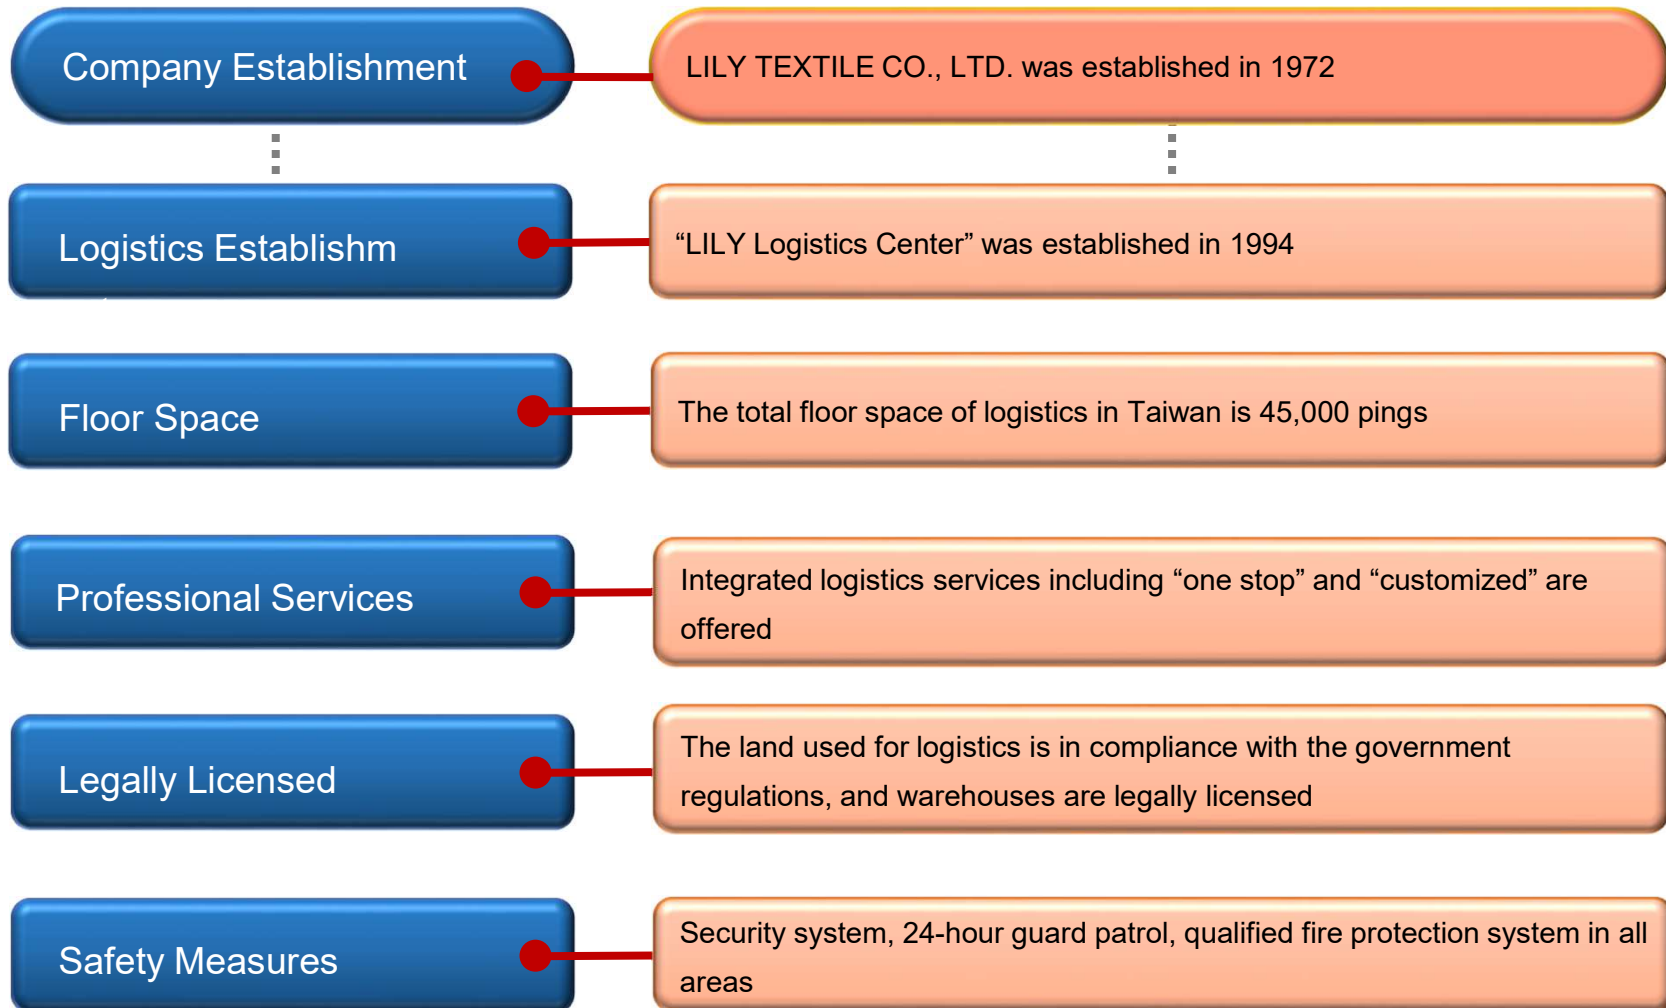 Company Establishment
LILY TEXTILE CO., LTD. was established in 1972
Logistics Establishm
“LILY Logistics Center” was established in 1994
Floor Space
The total floor space of logistics in Taiwan is 45,000 pings
Professional Services
Integrated logistics services including “one stop” and “customized” are
offered
Legally Licensed
The land used for logistics is in compliance with the government
regulations, and warehouses are legally licensed
Safety Measures
Security system, 24-hour guard patrol, qualified fire protection system in all
areas